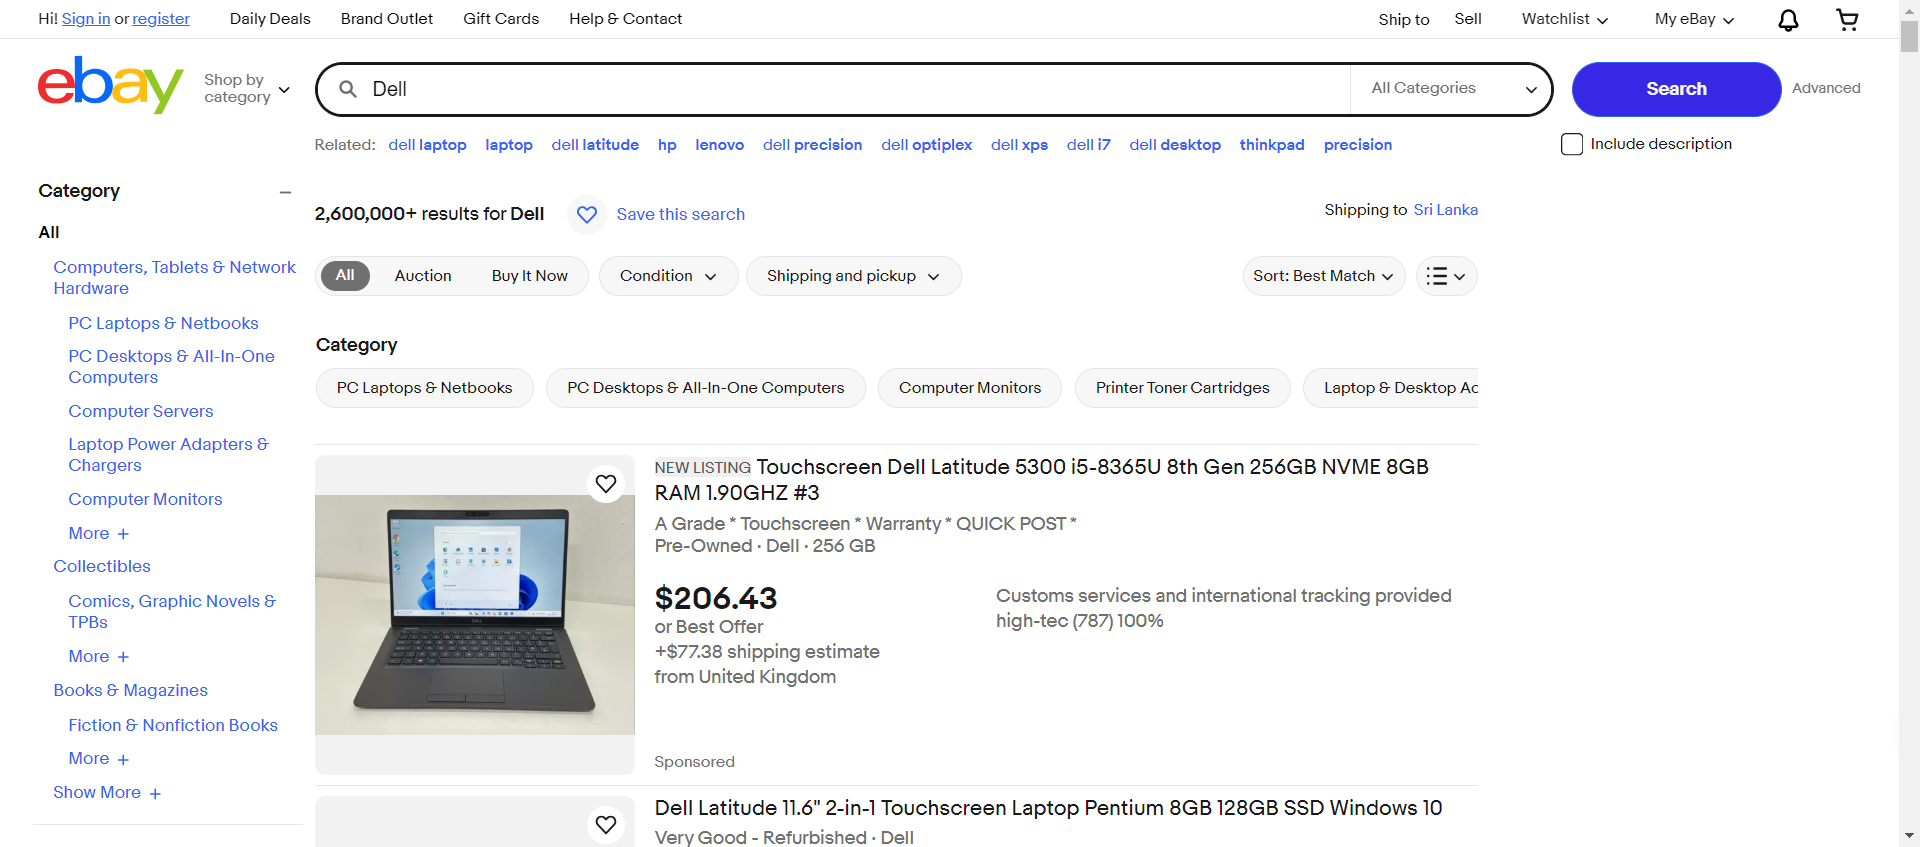 Hi! Sign in or register Daily Deals Brand Outlet Gift Cards Help & Contact Ship to Sell Watchlist My eBay
ebay Shop by category Dell All Categories Search Advanced
Related: dell laptop laptop dell latitude hp lenovo dell precision dell optiplex dell xps dell i7 dell desktop thinkpad precision Include description
Category
All
Computers, Tablets & Network
Hardware
PC Laptops & Netbooks
PC Desktops & All-In-One
Computers
Computer Servers
Laptop Power Adapters &
Chargers
Computer Monitors
More +
Collectibles
Comics, Graphic Novels &
TPBs
More +
Books & Magazines
Fiction & Nonfiction Books
More +
Show More +
2,600,000+ results for Dell Save this search Shipping to Sri Lanka
All Auction Buy It Now Condition Shipping and pickup Sort: Best Match
Category
PC Laptops & Netbooks PC Desktops & All-In-One Computers Computer Monitors Printer Toner Cartridges Laptop & Desktop Ac
NEW LISTING Touchscreen Dell Latitude 5300 i5-8365U 8th Gen 256GB NVME 8GB
RAM 1.90GHZ #3
A Grade * Touchscreen * Warranty * QUICK POST *
Pre-Owned · Dell · 256 GB
$206.43
or Best Offer
+$77.38 shipping estimate
from United Kingdom
Customs services and international tracking provided
high-tec (787) 100%
Sponsored
Dell Latitude 11.6" 2-in-1 Touchscreen Laptop Pentium 8GB 128GB SSD Windows 10
Very Good - Refurbished · Dell